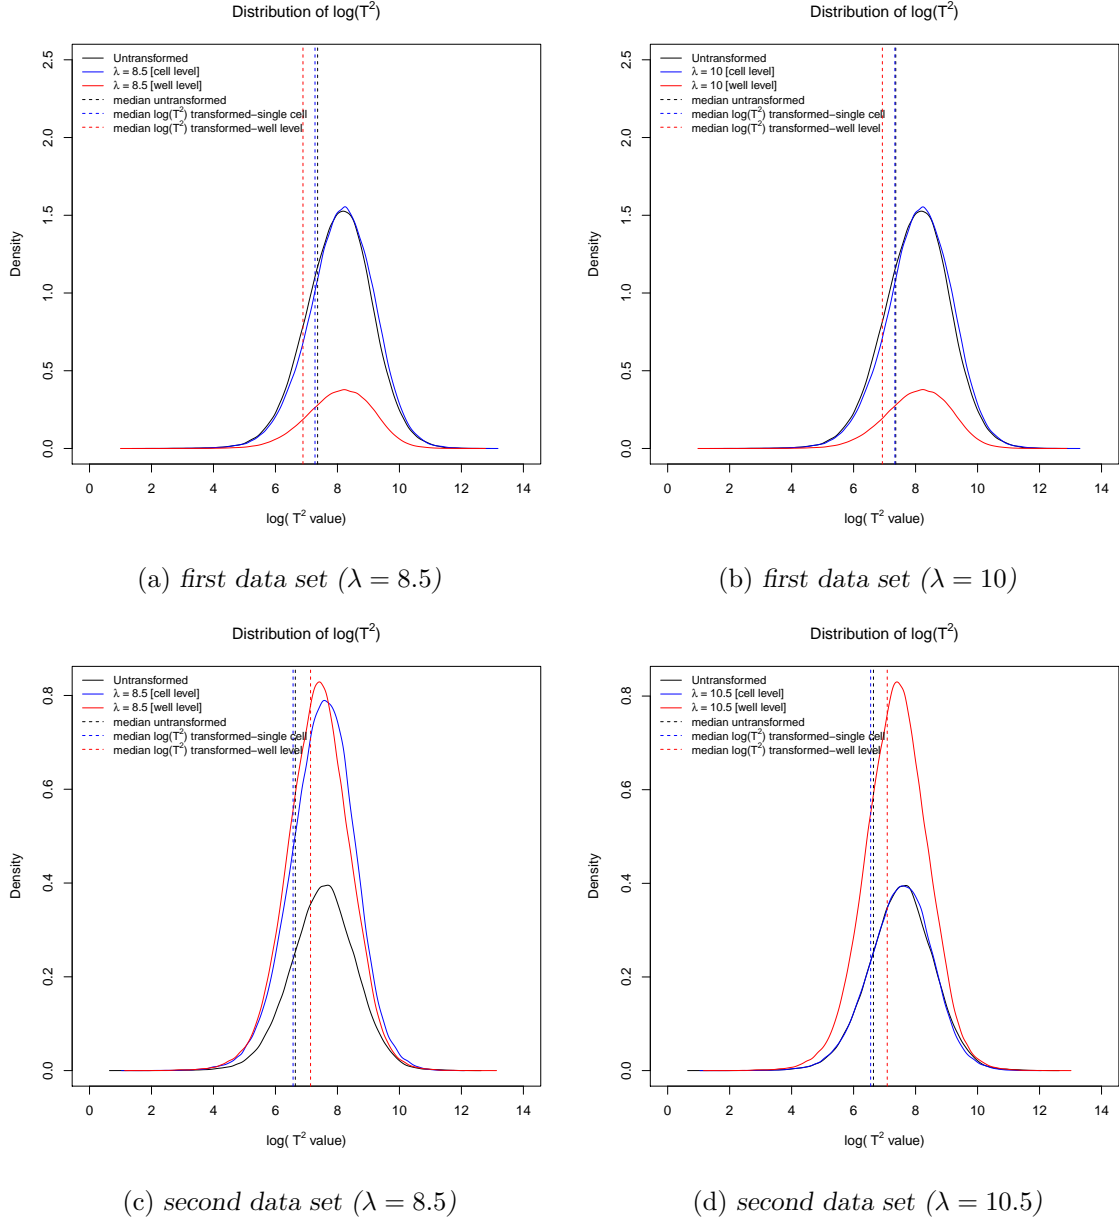 Distribution of log(T²)
Untransformed
λ = 8.5 [cell level]
λ = 8.5 [well level]
median untransformed
median log(T²) transformed−single cell
median log(T²) transformed−well level
Density
0.0 0.5 1.0 1.5 2.0 2.5
0 2 4 6 8 10 12 14
log( T² value)
(a) first data set (λ = 8.5)
Distribution of log(T²)
Untransformed
λ = 10 [cell level]
λ = 10 [well level]
median untransformed
median log(T²) transformed−single cell
median log(T²) transformed−well level
Density
0.0 0.5 1.0 1.5 2.0 2.5
0 2 4 6 8 10 12 14
log( T² value)
(b) first data set (λ = 10)
Distribution of log(T²)
Untransformed
λ = 8.5 [cell level]
λ = 8.5 [well level]
median untransformed
median log(T²) transformed−single cell
median log(T²) transformed−well level
Density
0.0 0.2 0.4 0.6 0.8
0 2 4 6 8 10 12 14
log( T² value)
(c) second data set (λ = 8.5)
Distribution of log(T²)
Untransformed
λ = 10.5 [cell level]
λ = 10.5 [well level]
median untransformed
median log(T²) transformed−single cell
median log(T²) transformed−well level
Density
0.0 0.2 0.4 0.6 0.8
0 2 4 6 8 10 12 14
log( T² value)
(d) second data set (λ = 10.5)